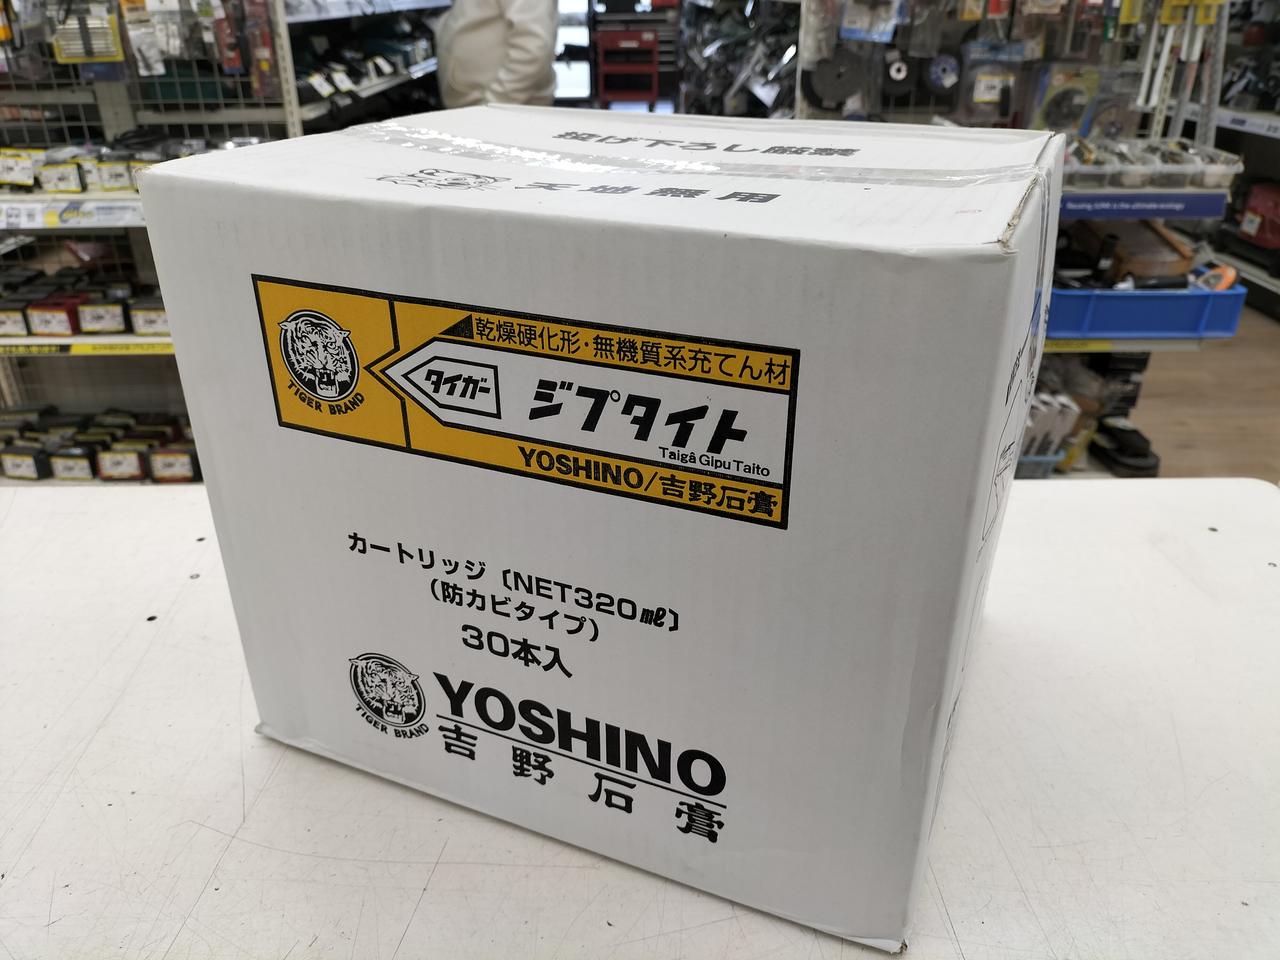 投げ下ろし厳禁
天地無用
乾燥硬化形・無機質系充てん材
タイガー
ジプタイト
Taigâ Gipu Taito
TIGER BRAND
YOSHINO/吉野石膏
カートリッジ〔NET320㎖〕
（防カビタイプ）
30本入
TIGER BRAND
YOSHINO
吉野石膏